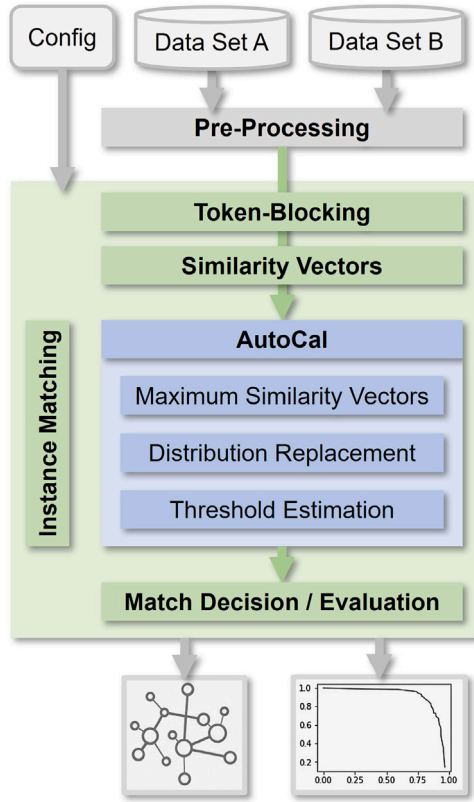 Config
Data Set A
Data Set B
Pre-Processing
Token-Blocking
Similarity Vectors
Instance Matching
AutoCal
Maximum Similarity Vectors
Distribution Replacement
Threshold Estimation
Match Decision / Evaluation
1.0
0.8
0.6
0.4
0.2
0.00
0.25
0.50
0.75
1.00